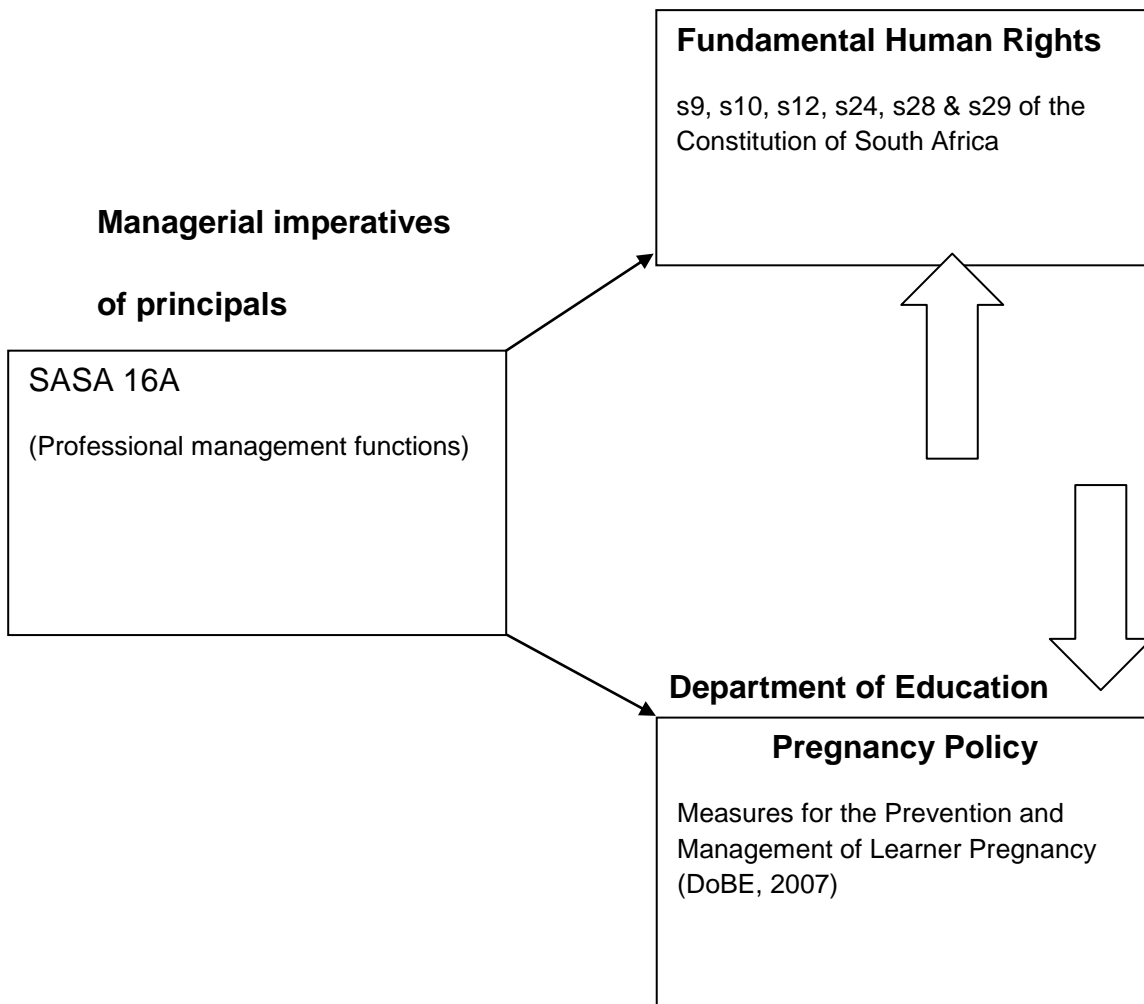 Fundamental Human Rights
s9, s10, s12, s24, s28 & s29 of the
Constitution of South Africa
Managerial imperatives
of principals
SASA 16A
(Professional management functions)
Department of Education
Pregnancy Policy
Measures for the Prevention and
Management of Learner Pregnancy
(DoBE, 2007)